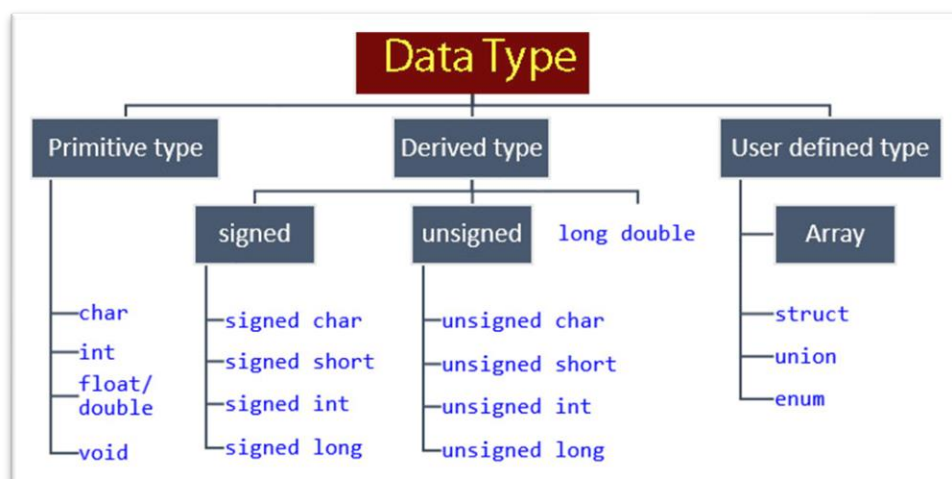 Data Type
Primitive type
Derived type
User defined type
signed
unsigned
long double
Array
char
int
float/
double
void
signed char
signed short
signed int
signed long
unsigned char
unsigned short
unsigned int
unsigned long
struct
union
enum